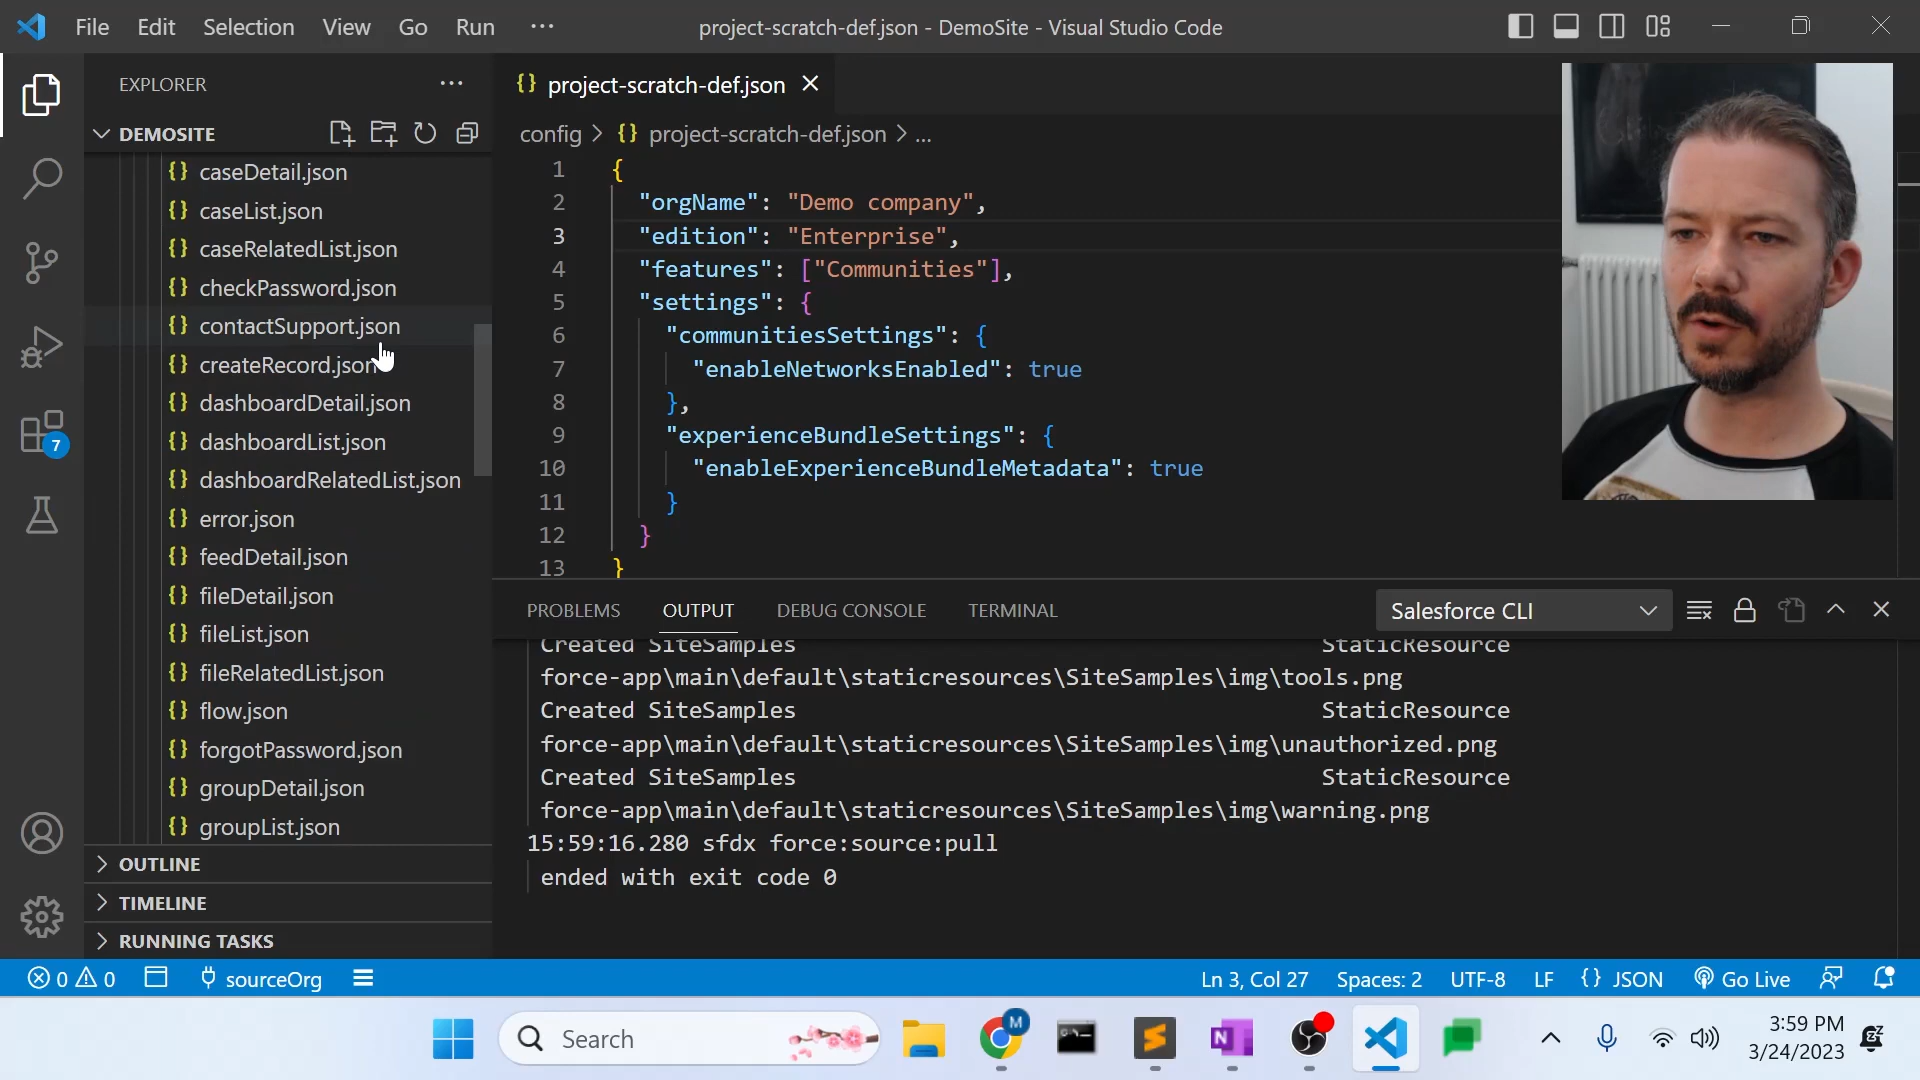 File Edit Selection View Go Run ...
project-scratch-def.json - DemoSite - Visual Studio Code
EXPLORER
DEMOSITE
caseDetail.json
caseList.json
caseRelatedList.json
checkPassword.json
contactSupport.json
createRecord.json
dashboardDetail.json
dashboardList.json
dashboardRelatedList.json
error.json
feedDetail.json
fileDetail.json
fileList.json
fileRelatedList.json
flow.json
forgotPassword.json
groupDetail.json
groupList.json
OUTLINE
TIMELINE
RUNNING TASKS
7
{} project-scratch-def.json
config > {} project-scratch-def.json > ...
1 {
2 "orgName": "Demo company",
3 "edition": "Enterprise",
4 "features": ["Communities"],
5 "settings": {
6 "communitiesSettings": {
7 "enableNetworksEnabled": true
8 },
9 "experienceBundleSettings": {
10 "enableExperienceBundleMetadata": true
11 }
12 }
13 }
PROBLEMS OUTPUT DEBUG CONSOLE TERMINAL
Salesforce CLI
Created SiteSamples StaticResource
force-app\main\default\staticresources\SiteSamples\img\tools.png
Created SiteSamples StaticResource
force-app\main\default\staticresources\SiteSamples\img\unauthorized.png
Created SiteSamples StaticResource
force-app\main\default\staticresources\SiteSamples\img\warning.png
15:59:16.280 sfdx force:source:pull
ended with exit code 0
0 0 sourceOrg
Ln 3, Col 27 Spaces: 2 UTF-8 LF {} JSON Go Live
Search
M
3:59 PM
3/24/2023